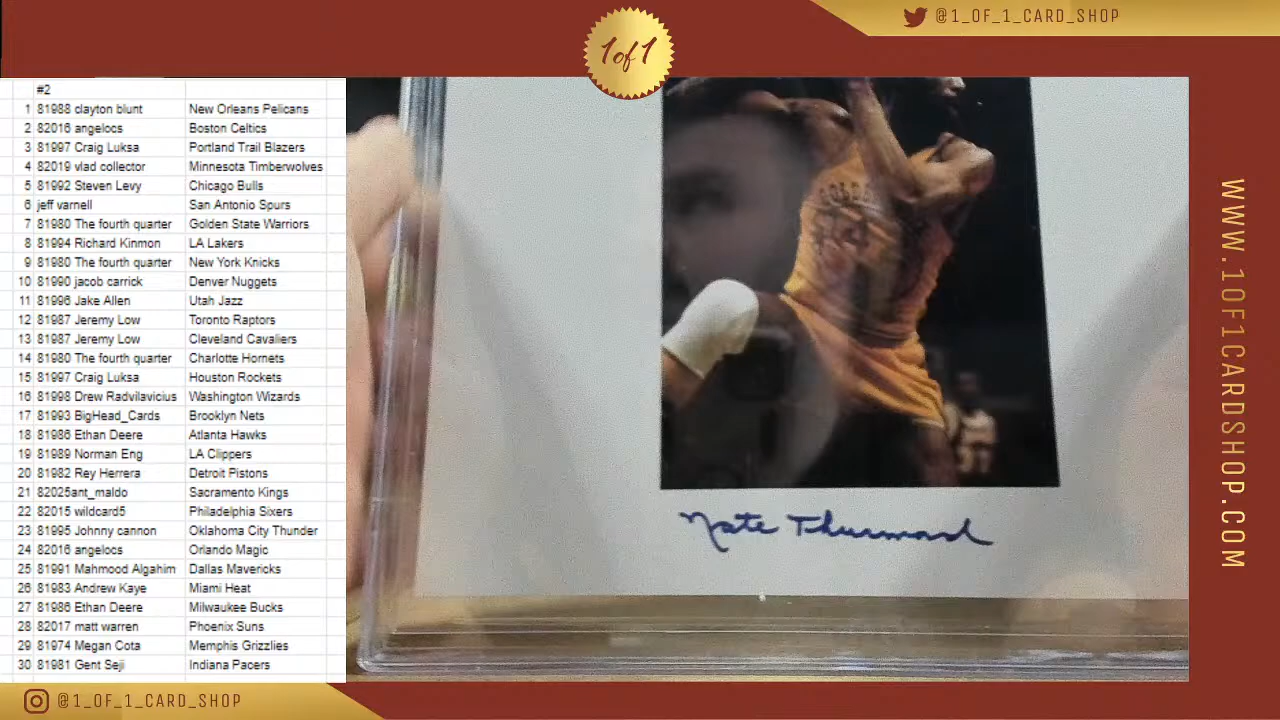 @1_OF_1_CARD_SHOP
1of1
#2
1 81988 clayton blunt New Orleans Pelicans
2 82016 angelocs Boston Celtics
3 81997 Craig Luksa Portland Trail Blazers
4 82019 vlad collector Minnesota Timberwolves
5 81992 Steven Levy Chicago Bulls
6 jeff varnell San Antonio Spurs
7 81980 The fourth quarter Golden State Warriors
8 81994 Richard Kinmon LA Lakers
9 81980 The fourth quarter New York Knicks
10 81990 jacob carrick Denver Nuggets
11 81996 Jake Allen Utah Jazz
12 81987 Jeremy Low Toronto Raptors
13 81987 Jeremy Low Cleveland Cavaliers
14 81980 The fourth quarter Charlotte Hornets
15 81997 Craig Luksa Houston Rockets
16 81998 Drew Radvilavicius Washington Wizards
17 81993 BigHead_Cards Brooklyn Nets
18 81986 Ethan Deere Atlanta Hawks
19 81989 Norman Eng LA Clippers
20 81982 Rey Herrera Detroit Pistons
21 82025ant_maldo Sacramento Kings
22 82015 wildcard5 Philadelphia Sixers
23 81995 Johnny cannon Oklahoma City Thunder
24 82016 angelocs Orlando Magic
25 81991 Mahmood Algahim Dallas Mavericks
26 81983 Andrew Kaye Miami Heat
27 81986 Ethan Deere Milwaukee Bucks
28 82017 matt warren Phoenix Suns
29 81974 Megan Cota Memphis Grizzlies
30 81981 Gent Seji Indiana Pacers
Nate Thurmond
WWW.1OF1CARDSHOP.COM
@1_OF_1_CARD_SHOP